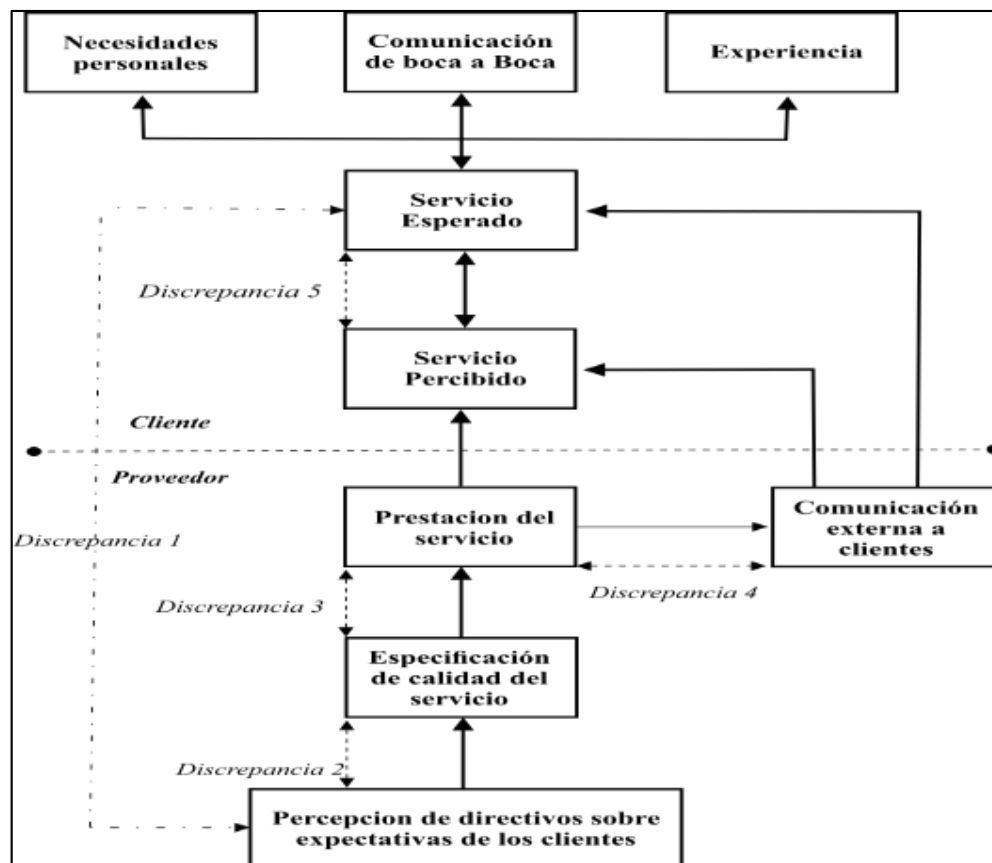 Necesidades
personales
Comunicación
de boca a Boca
Experiencia
Servicio
Esperado
Discrepancia 5
Servicio
Percibido
Cliente
Proveedor
Prestacion del
servicio
Comunicación
externa a
clientes
Discrepancia 1
Discrepancia 3
Discrepancia 4
Especificación
de calidad del
servicio
Discrepancia 2
Percepcion de directivos sobre
expectativas de los clientes